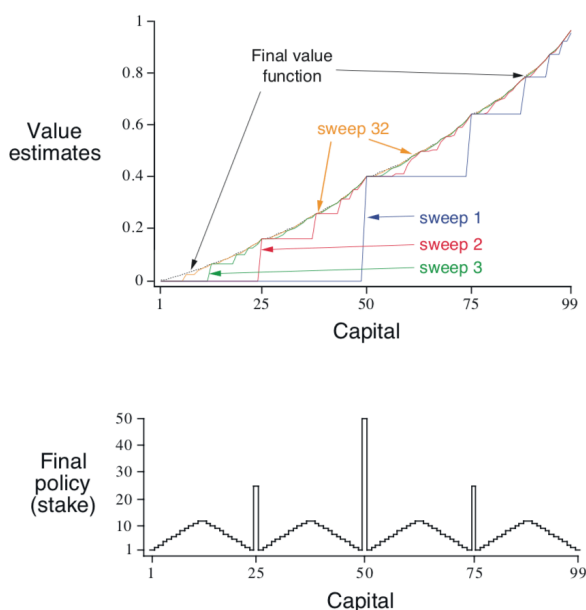 1
Final value
function
0.8
Value
estimates
0.6
sweep 32
0.4
sweep 1
0.2
sweep 2
sweep 3
0
1
25
50
75
99
Capital
50
40
Final
policy
(stake)
30
20
10
1
1
25
50
75
99
Capital